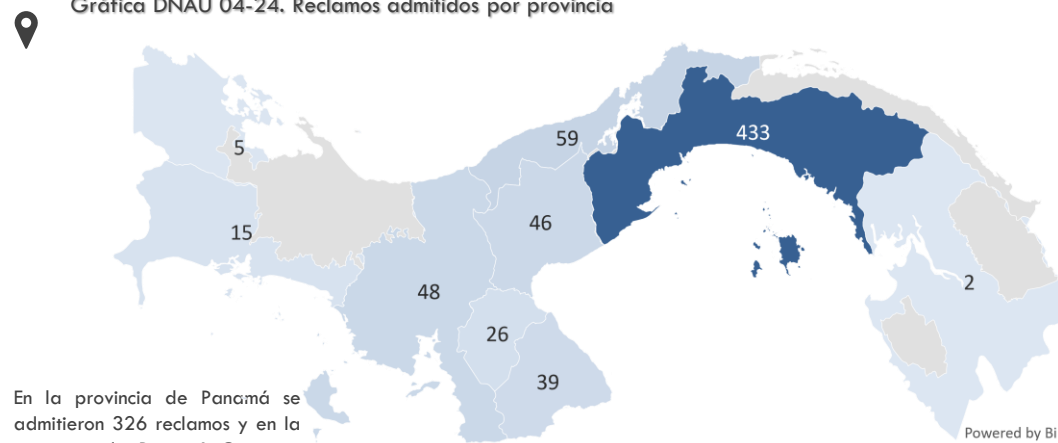 Gráfica DNAU 04-24. Reclamos admitidos por provincia
433
59
5
46
15
2
48
26
39
En la provincia de Panamá se
admitieron 326 reclamos y en la
Powered by Bi